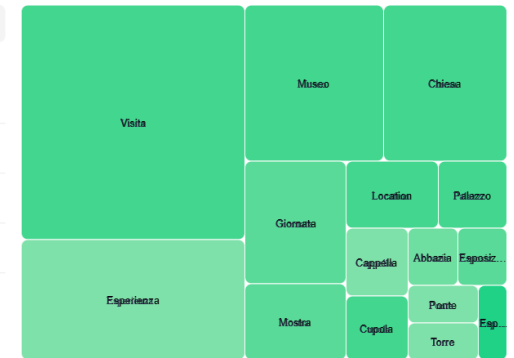 Visita
Museo
Chiesa
Giornata
Location
Palazzo
Cappella
Abbazia
Esposiz...
Esperienza
Mostra
Cupola
Ponte
Torre
Esp...